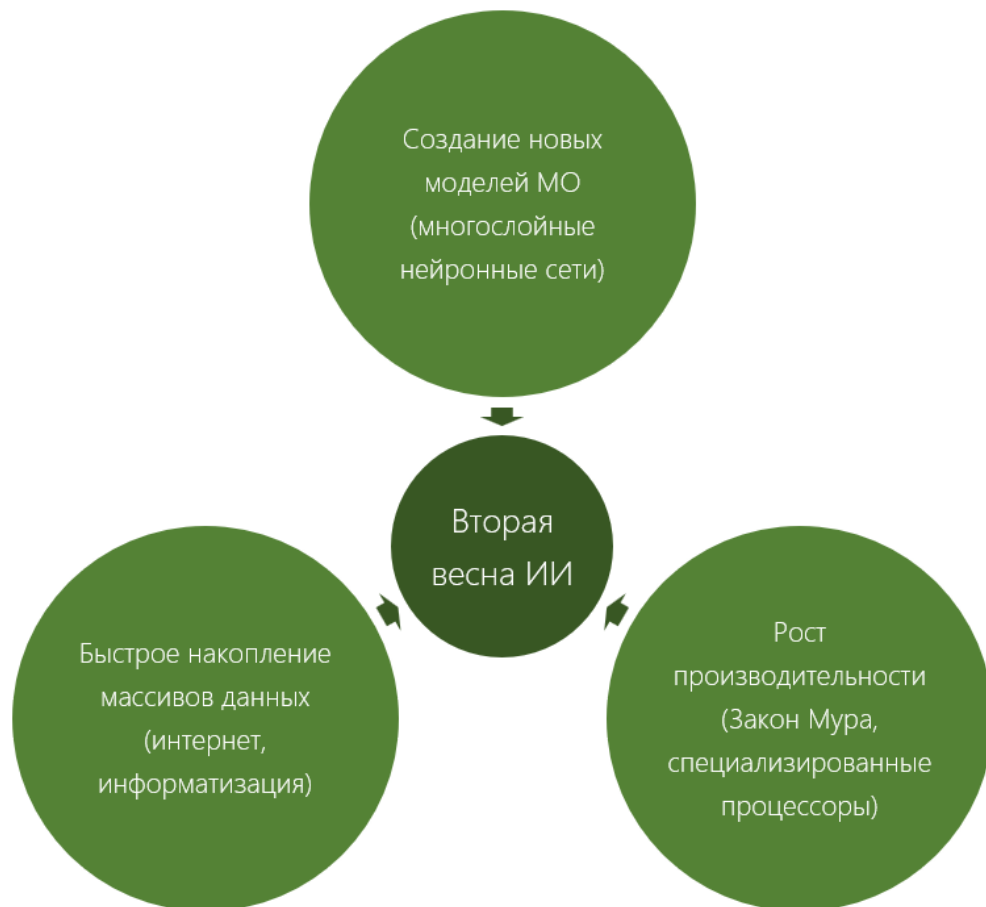 Создание новых
моделей МО
(многослойные
нейронные сети)
Вторая
весна ИИ
Быстрое накопление
массивов данных
(интернет,
информатизация)
Рост
производительности
(Закон Мура,
специализированные
процессоры)